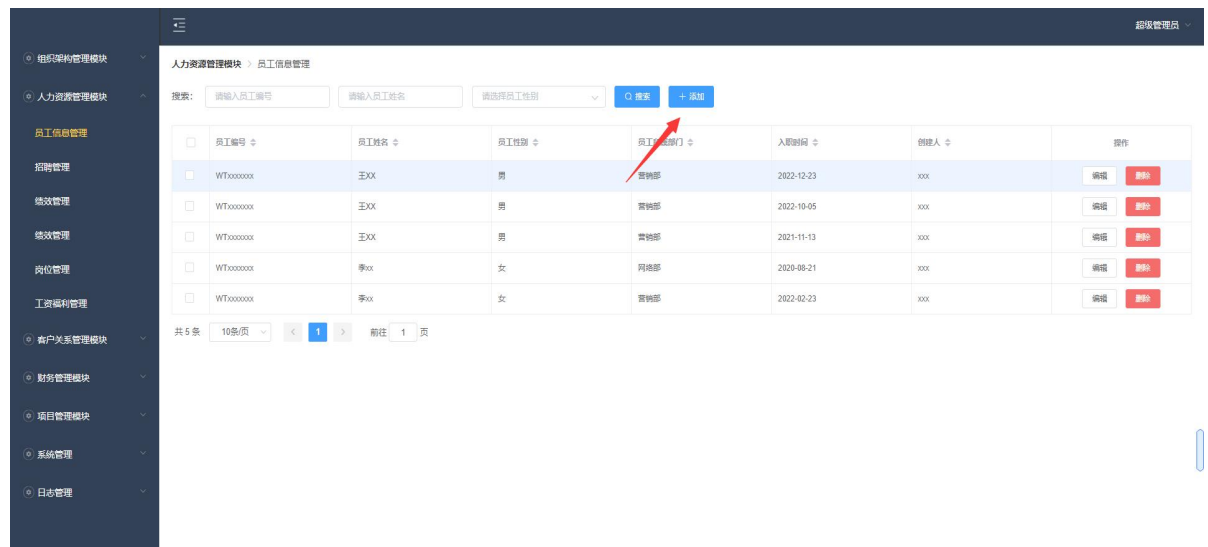 超级管理员
组织架构管理模块
人力资源管理模块
员工信息管理
招聘管理
绩效管理
绩效管理
岗位管理
工资福利管理
客户关系管理模块
财务管理模块
项目管理模块
系统管理
日志管理
人力资源管理模块 > 员工信息管理
搜索： 请输入员工编号 请输入员工姓名 请选择员工性别 搜索 + 添加
员工编号 员工姓名 员工性别 员工 部门 入职时间 创建人 操作
WTxxxxxxx 王XX 男 营销部 2022-12-23 xxx 编辑 删除
WTxxxxxxx 王XX 男 营销部 2022-10-05 xxx 编辑 删除
WTxxxxxxx 王XX 男 营销部 2021-11-13 xxx 编辑 删除
WTxxxxxxx 李xx 女 网络部 2020-08-21 xxx 编辑 删除
WTxxxxxxx 李xx 女 营销部 2022-02-23 xxx 编辑 删除
共 5 条 10条/页 < 1 > 前往 1 页